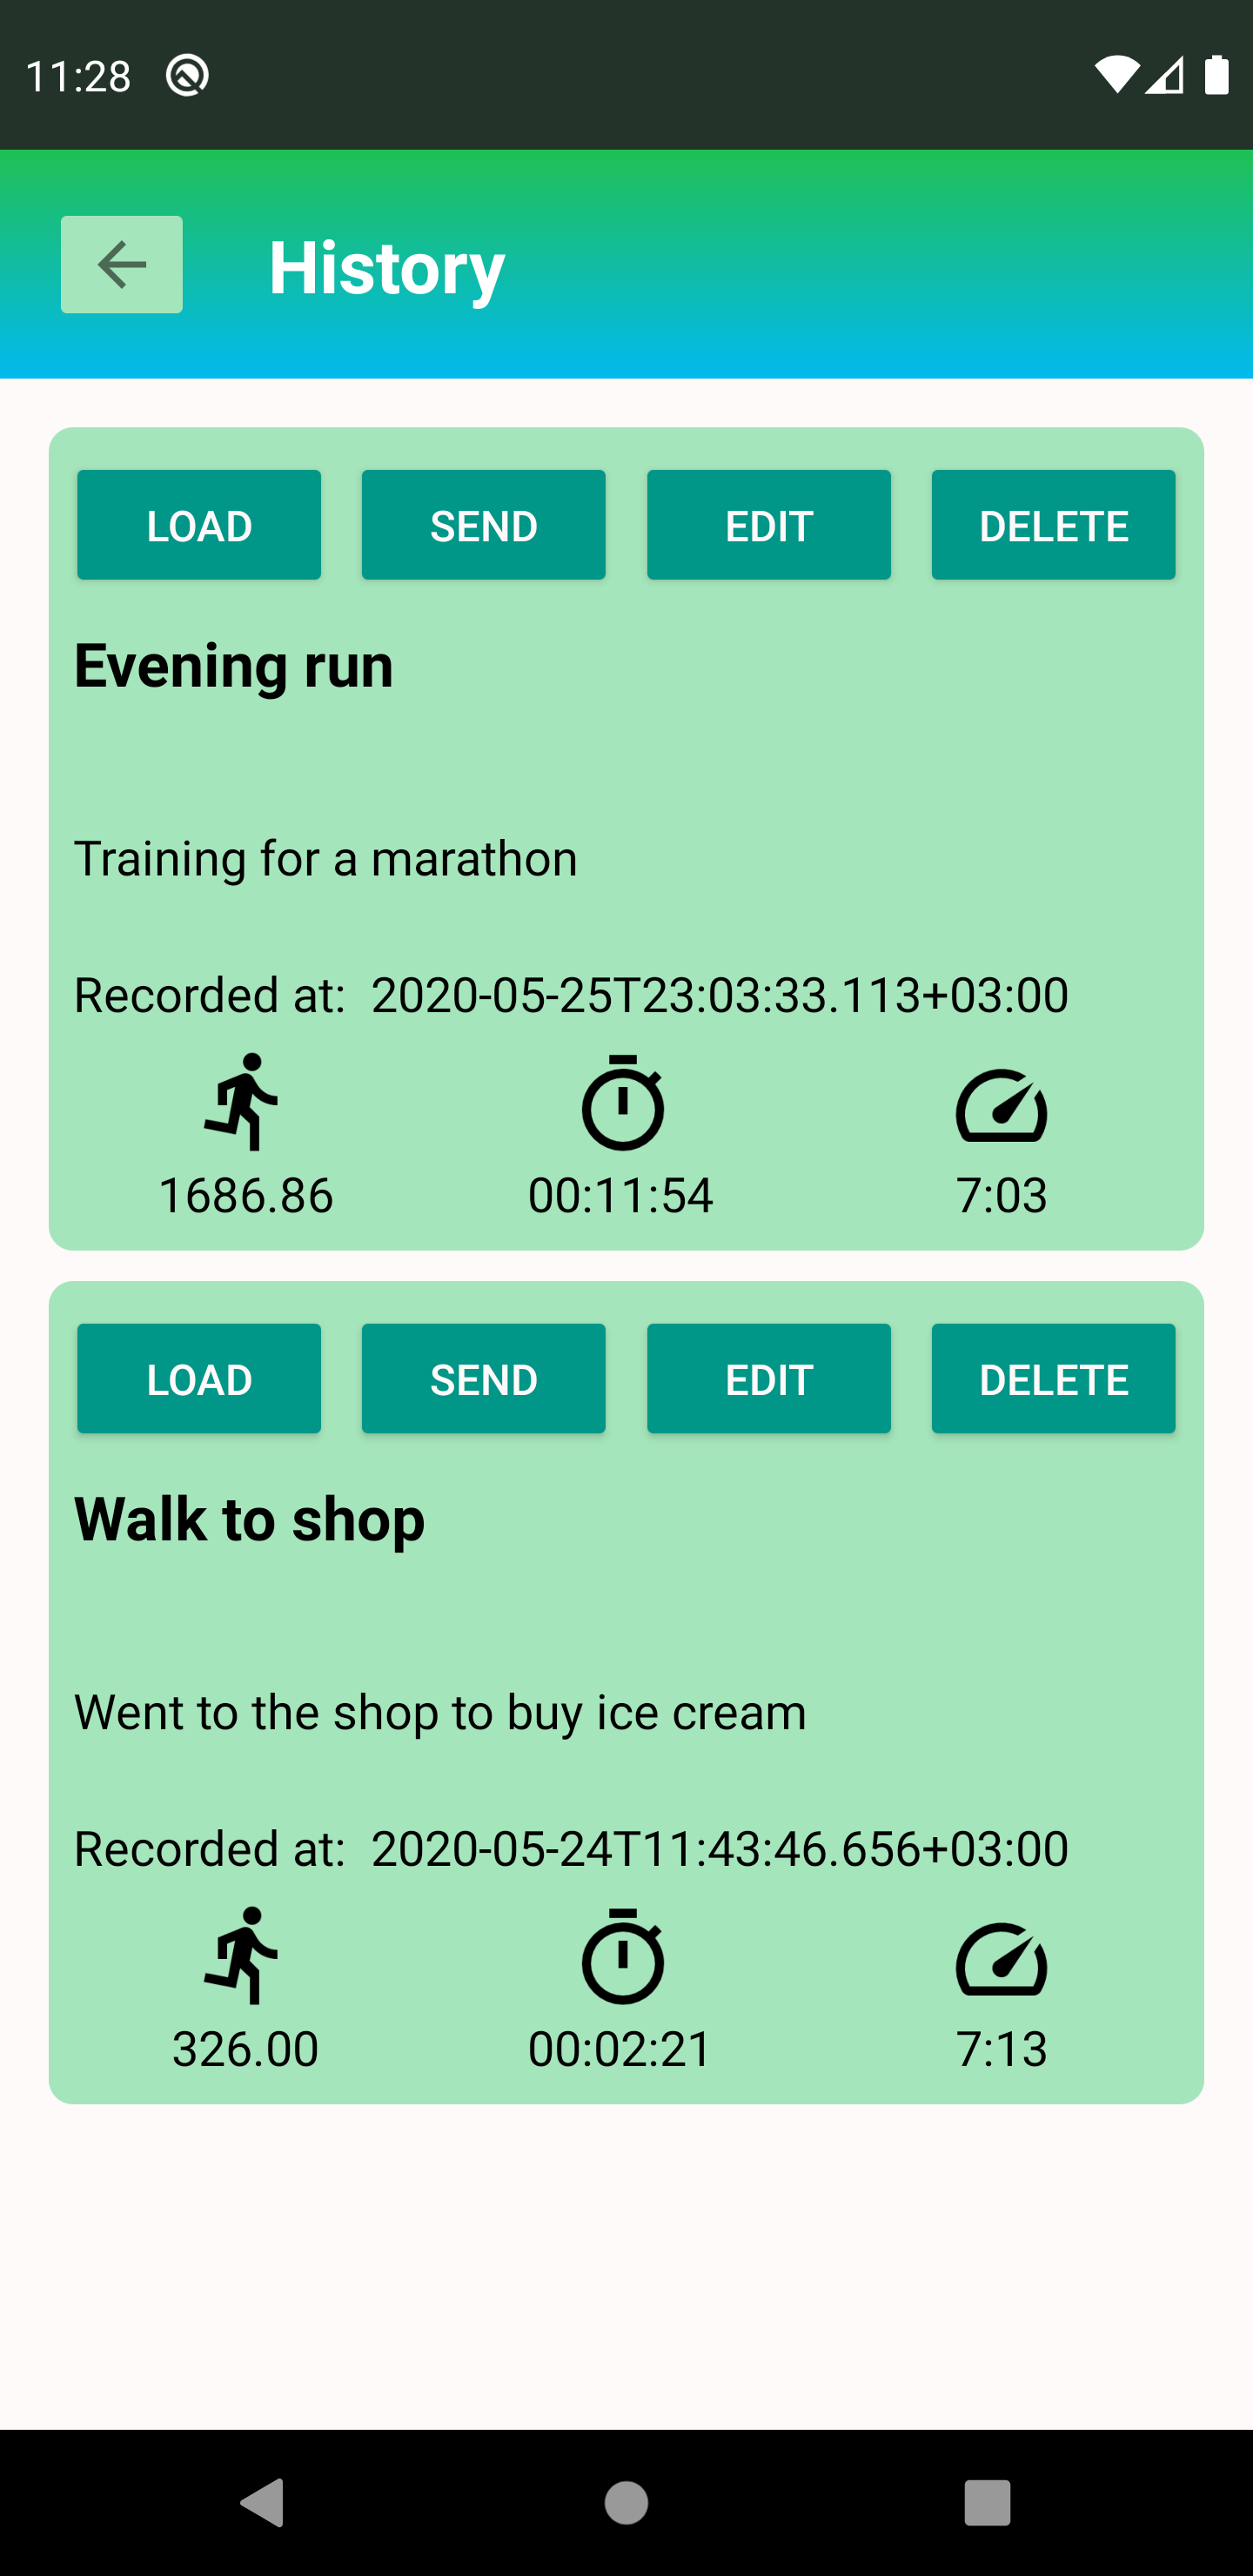 11:28
History
LOAD SEND EDIT DELETE
Evening run
Training for a marathon
Recorded at: 2020-05-25T23:03:33.113+03:00
1686.86 00:11:54 7:03
LOAD SEND EDIT DELETE
Walk to shop
Went to the shop to buy ice cream
Recorded at: 2020-05-24T11:43:46.656+03:00
326.00 00:02:21 7:13